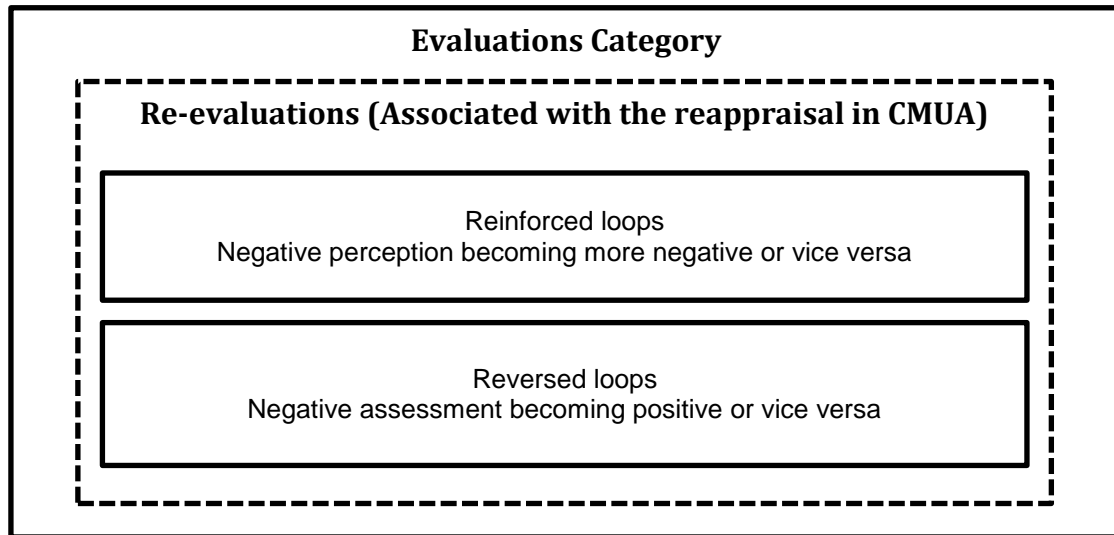 Evaluations Category
Re-evaluations (Associated with the reappraisal in CMUA)
Reinforced loops
Negative perception becoming more negative or vice versa
Reversed loops
Negative assessment becoming positive or vice versa